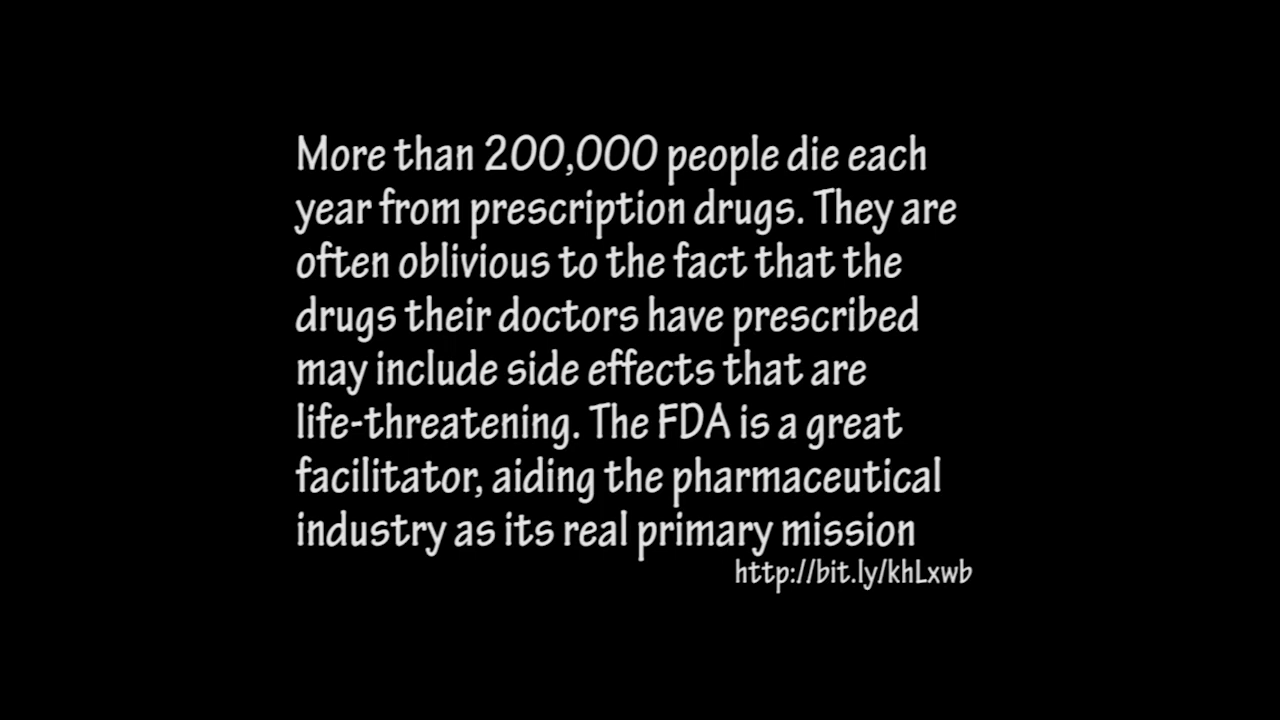 More than 200,000 people die each
year from prescription drugs. They are
often oblivious to the fact that the
drugs their doctors have prescribed
may include side effects that are
life-threatening. The FDA is a great
facilitator, aiding the pharmaceutical
industry as its real primary mission
http://bit.ly/khLxwb